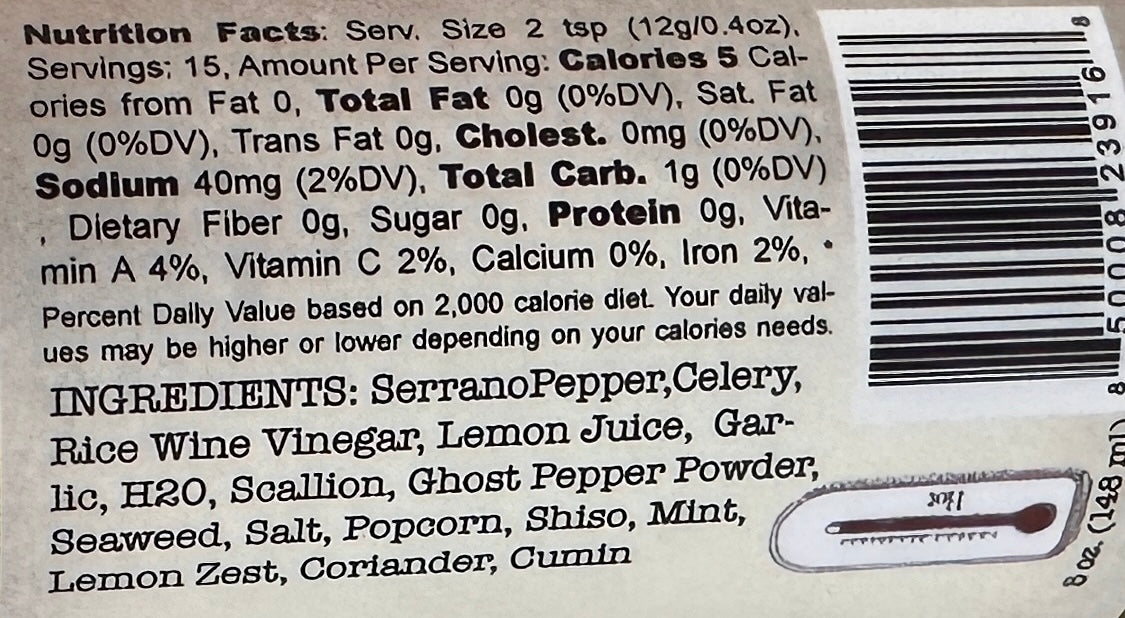 Nutrition Facts: Serv. Size 2 tsp (12g/0.4oz),
Servings: 15, Amount Per Serving: Calories 5 Cal-
ories from Fat 0, Total Fat 0g (0%DV), Sat. Fat
0g (0%DV), Trans Fat 0g, Cholest. 0mg (0%DV),
Sodium 40mg (2%DV), Total Carb. 1g (0%DV)
, Dietary Fiber 0g, Sugar 0g, Protein 0g, Vita-
min A 4%, Vitamin C 2%, Calcium 0%, Iron 2%, *
Percent Daily Value based on 2,000 calorie diet. Your daily val-
ues may be higher or lower depending on your calories needs.
INGREDIENTS: SerranoPepper,Celery,
Rice Wine Vinegar, Lemon Juice, Gar-
lic, H2O, Scallion, Ghost Pepper Powder,
Seaweed, Salt, Popcorn, Shiso, Mint,
Lemon Zest, Coriander, Cumin
8 50008 23916 8
8 oz. (148 ml)